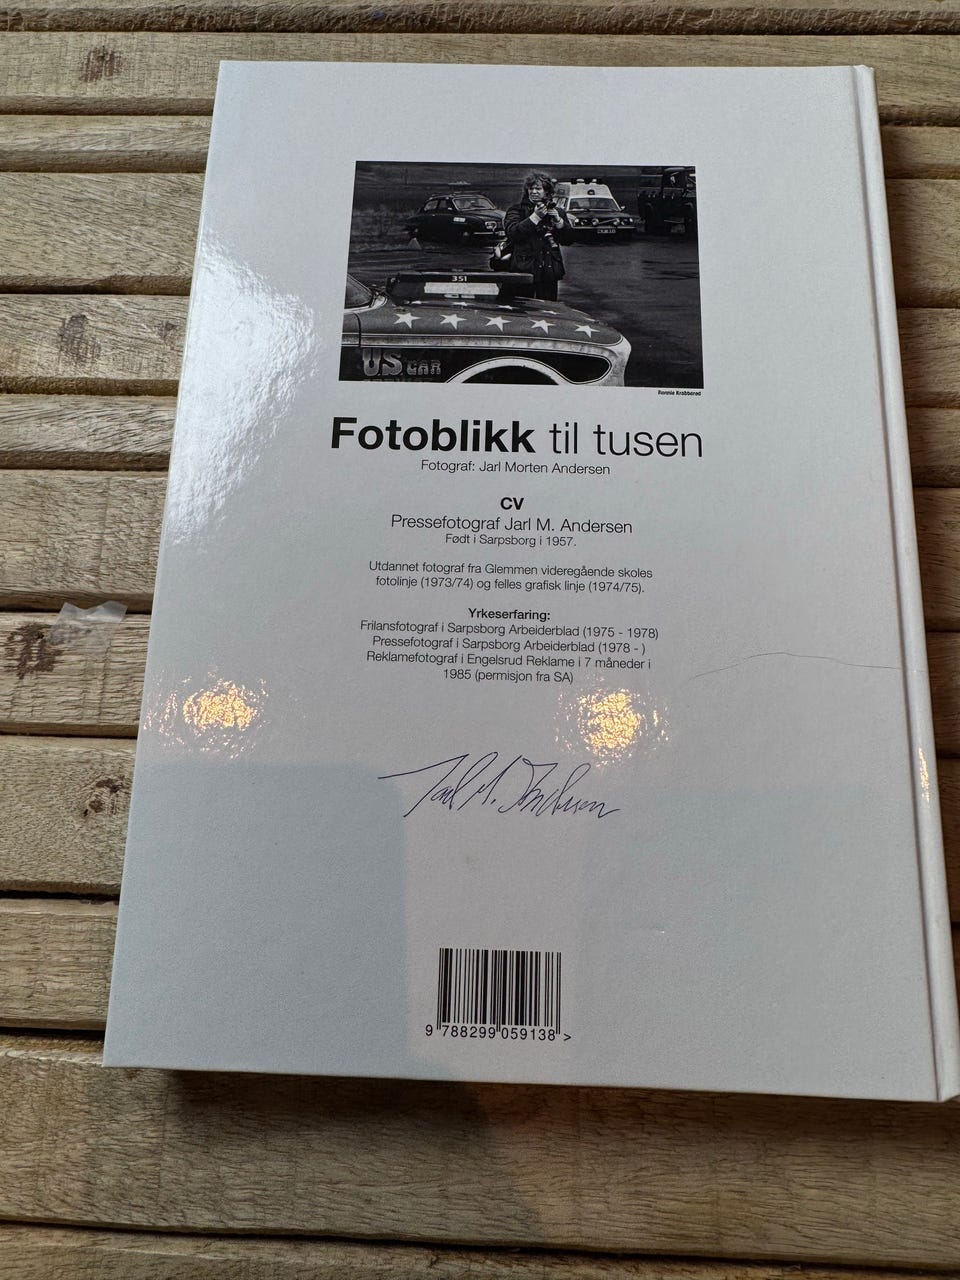 351
U.S. CAR
Ronnie Krabberød
Fotoblikk til tusen
Fotograf: Jarl Morten Andersen
CV
Pressefotograf Jarl M. Andersen
Født i Sarpsborg i 1957.
Utdannet fotograf fra Glemmen videregående skoles
fotolinje (1973/74) og felles grafisk linje (1974/75).
Yrkeserfaring:
Frilansfotograf i Sarpsborg Arbeiderblad (1975 - 1978)
Pressefotograf i Sarpsborg Arbeiderblad (1978 - )
Reklamefotograf i Engelsrud Reklame i 7 måneder i
1985 (permisjon fra SA)
Jarl M. Andersen
9 788299 059138 >